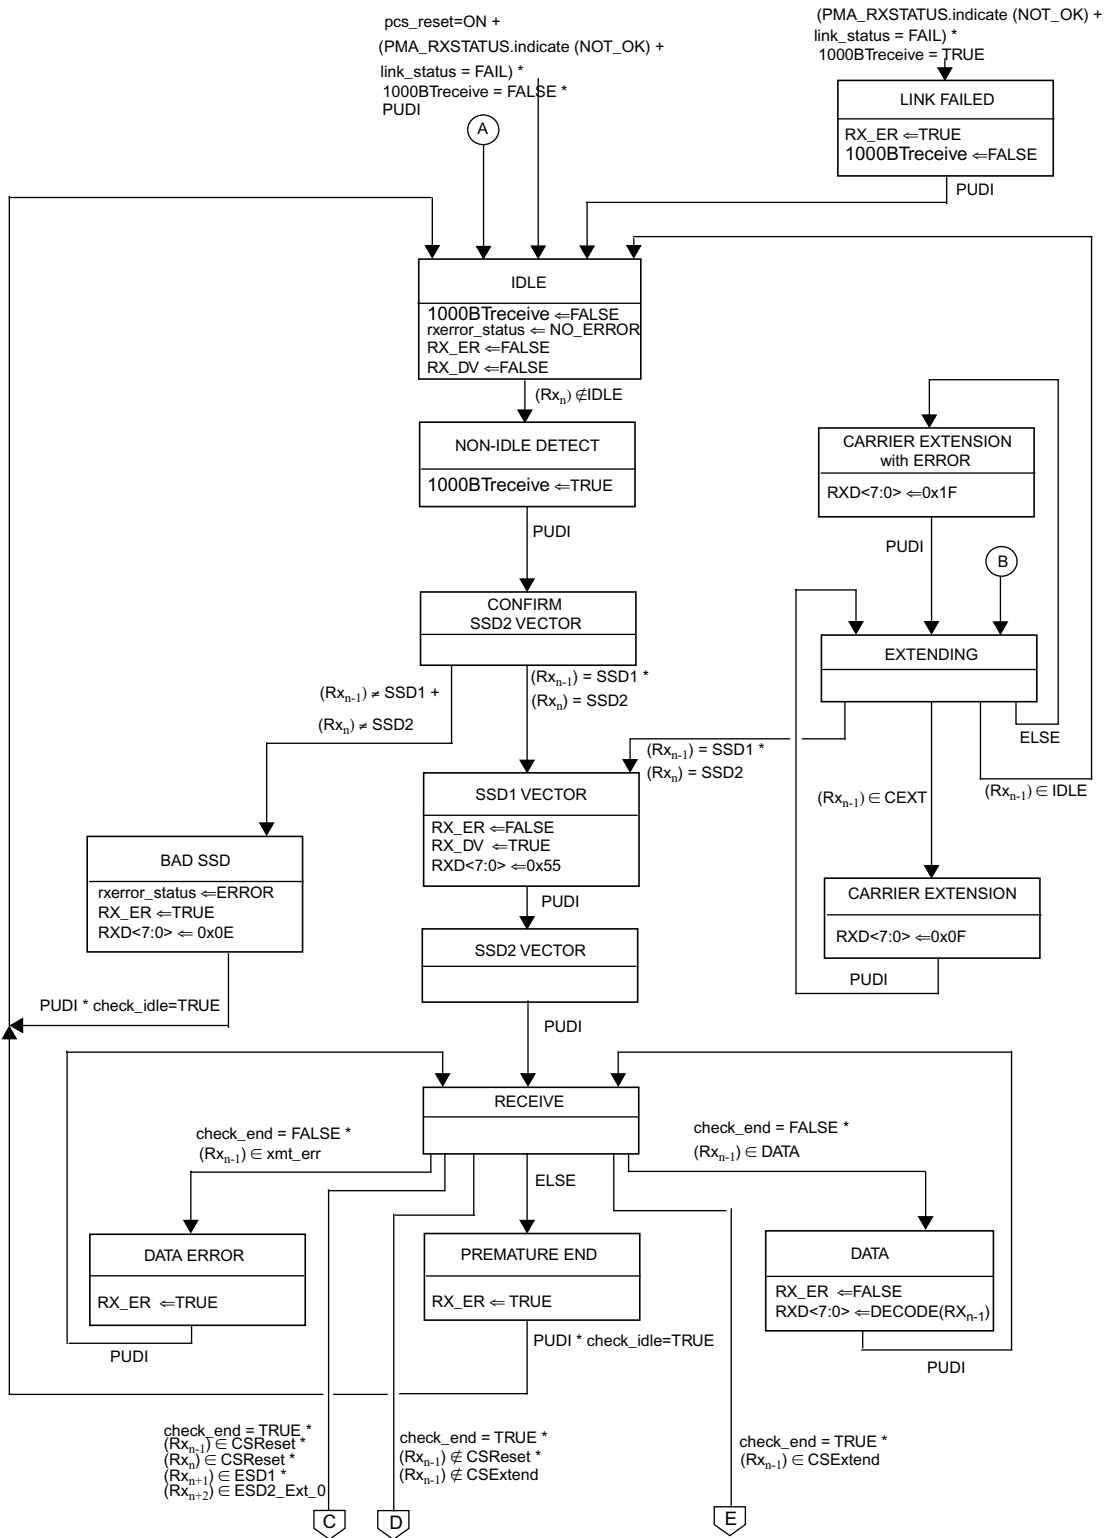 pcs_reset=ON +
(PMA_RXSTATUS.indicate (NOT_OK) +
link_status = FAIL) *
1000BTreceive = FALSE *
PUDI
A
(PMA_RXSTATUS.indicate (NOT_OK) +
link_status = FAIL) *
1000BTreceive = TRUE
LINK FAILED
RX_ER ⇐TRUE
1000BTreceive ⇐FALSE
PUDI
IDLE
1000BTreceive ⇐FALSE
rxerror_status ⇐ NO_ERROR
RX_ER ⇐FALSE
RX_DV ⇐FALSE
(Rxn) ∉IDLE
NON-IDLE DETECT
1000BTreceive ⇐TRUE
PUDI
CARRIER EXTENSION
with ERROR
RXD<7:0> ⇐0x1F
PUDI
B
CONFIRM
SSD2 VECTOR
EXTENDING
(Rxn-1) ≠ SSD1 +
(Rxn) ≠ SSD2
(Rxn-1) = SSD1 *
(Rxn) = SSD2
(Rxn-1) = SSD1 *
(Rxn) = SSD2
ELSE
(Rxn-1) ∈ CEXT
(Rxn-1) ∈ IDLE
SSD1 VECTOR
RX_ER ⇐FALSE
RX_DV ⇐TRUE
RXD<7:0> ⇐0x55
PUDI
BAD SSD
rxerror_status ⇐ERROR
RX_ER ⇐TRUE
RXD<7:0> ⇐ 0x0E
PUDI * check_idle=TRUE
CARRIER EXTENSION
RXD<7:0> ⇐0x0F
PUDI
SSD2 VECTOR
PUDI
RECEIVE
check_end = FALSE *
(Rxn-1) ∈ xmt_err
check_end = FALSE *
(Rxn-1) ∈ DATA
ELSE
DATA ERROR
RX_ER ⇐TRUE
PUDI
PREMATURE END
RX_ER ⇐ TRUE
PUDI * check_idle=TRUE
DATA
RX_ER ⇐FALSE
RXD<7:0> ⇐DECODE(RXn-1)
PUDI
check_end = TRUE *
(Rxn-1) ∈ CSReset *
(Rxn) ∈ CSReset *
(Rxn+1) ∈ ESD1 *
(Rxn+2) ∈ ESD2_Ext_0
C
check_end = TRUE *
(Rxn-1) ∉ CSReset *
(Rxn-1) ∉ CSExtend
D
check_end = TRUE *
(Rxn-1) ∈ CSExtend
E